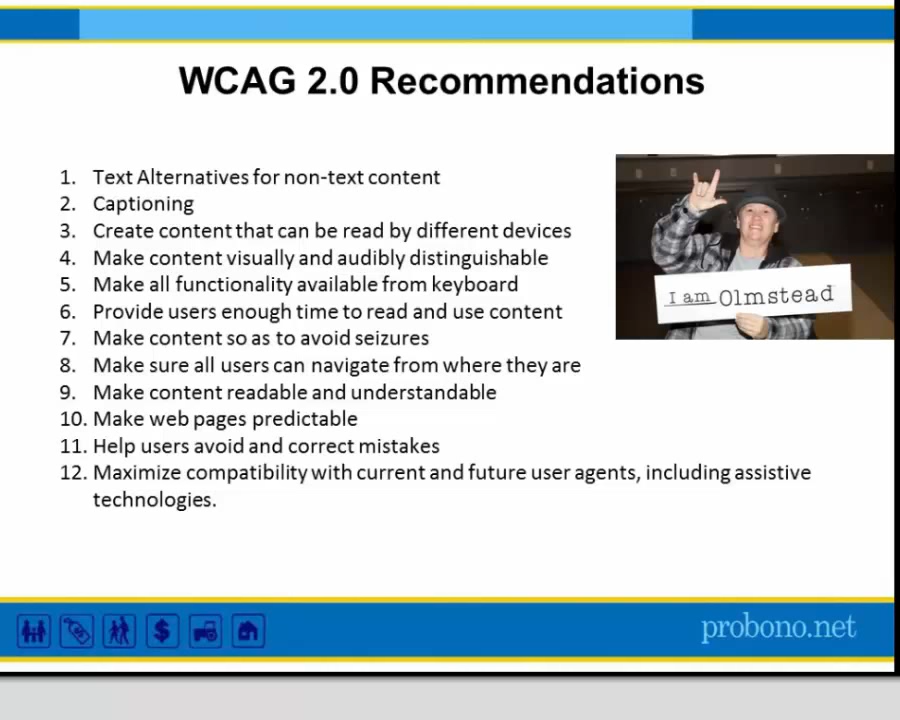 WCAG 2.0 Recommendations
1. Text Alternatives for non-text content
2. Captioning
3. Create content that can be read by different devices
4. Make content visually and audibly distinguishable
5. Make all functionality available from keyboard
6. Provide users enough time to read and use content
7. Make content so as to avoid seizures
8. Make sure all users can navigate from where they are
9. Make content readable and understandable
10. Make web pages predictable
11. Help users avoid and correct mistakes
12. Maximize compatibility with current and future user agents, including assistive
technologies.
I am Olmstead
$
probono.net